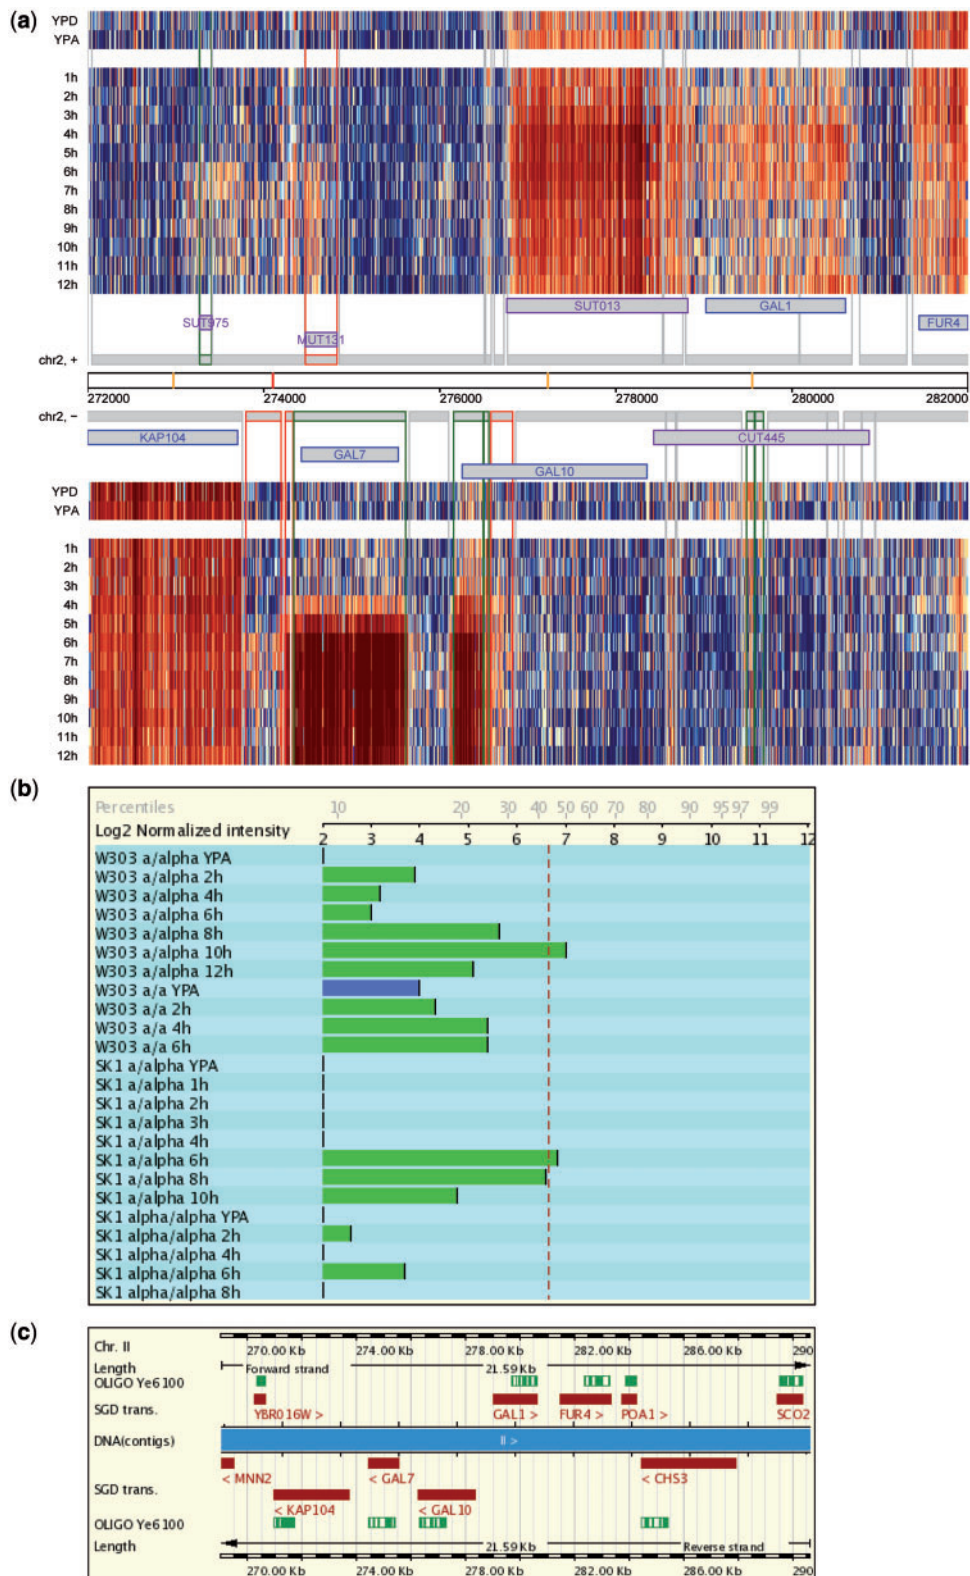 (a)
YPD
YPA
1h
2h
3h
4h
5h
6h
7h
8h
9h
10h
11h
12h
SUT013
GAL1
SUT975
FUR4
MUT131
chr2, +
272000 274000 276000 278000 280000 282000
chr2, −
KAP104
CUT445
GAL7
GAL10
YPD
YPA
1h
2h
3h
4h
5h
6h
7h
8h
9h
10h
11h
12h
(b)
Percentiles 10 20 30 40 50 60 70 80 90 95 97 99
Log2 Normalized intensity 2 3 4 5 6 7 8 9 10 11 12
W303 a/alpha YPA
W303 a/alpha 2h
W303 a/alpha 4h
W303 a/alpha 6h
W303 a/alpha 8h
W303 a/alpha 10h
W303 a/alpha 12h
W303 a/a YPA
W303 a/a 2h
W303 a/a 4h
W303 a/a 6h
SK1 a/alpha YPA
SK1 a/alpha 1h
SK1 a/alpha 2h
SK1 a/alpha 3h
SK1 a/alpha 4h
SK1 a/alpha 6h
SK1 a/alpha 8h
SK1 a/alpha 10h
SK1 alpha/alpha YPA
SK1 alpha/alpha 2h
SK1 alpha/alpha 4h
SK1 alpha/alpha 6h
SK1 alpha/alpha 8h
(c)
Chr. II 270.00 Kb 274.00 Kb 278.00 Kb 282.00 Kb 286.00 Kb 290
Length Forward strand 21.59 Kb
OLIGO Ye6100
SGD trans. YBR016W > GAL1 > FUR4 > POA1 > SCO2
DNA(contigs) II >
< MNN2 < GAL7 < CHS3
SGD trans.
< KAP104 < GAL10
OLIGO Ye6100
Length 21.59 Kb Reverse strand
270.00 Kb 274.00 Kb 278.00 Kb 282.00 Kb 286.00 Kb 290